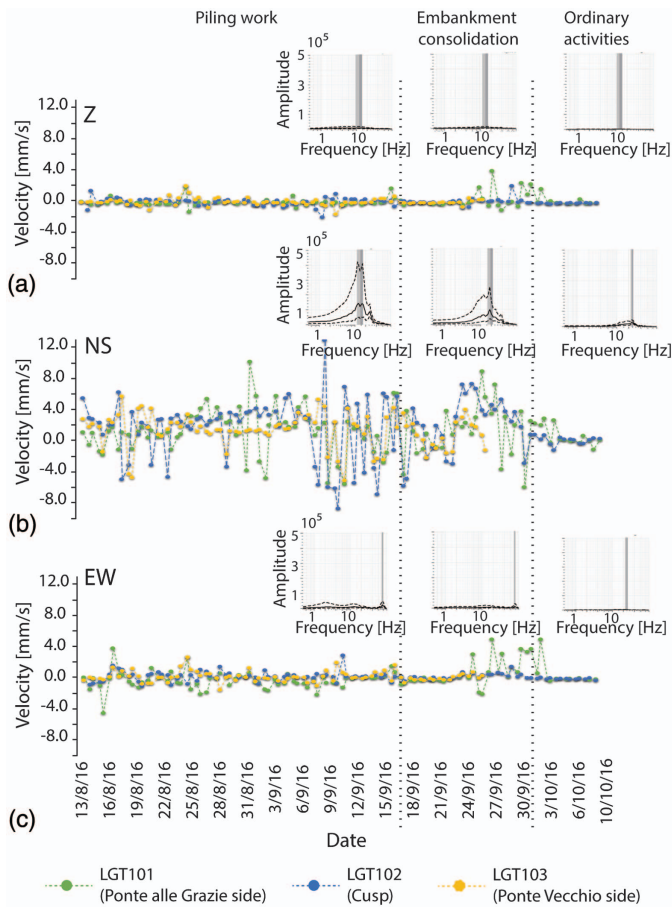 Piling work
Embankment
consolidation
Ordinary
activities
10⁵
Amplitude
5
3
1
1 10
Frequency [Hz]
1 10
Frequency [Hz]
1 10
Frequency [Hz]
Z
Velocity [mm/s]
12.0
8.0
4.0
0.0
-4.0
-8.0
(a)
10⁵
Amplitude
5
3
1
1 10
Frequency [Hz]
1 10
Frequency [Hz]
1 10
Frequency [Hz]
NS
Velocity [mm/s]
12.0
8.0
4.0
0.0
-4.0
-8.0
(b)
10⁵
Amplitude
5
3
1
1 10
Frequency [Hz]
1 10
Frequency [Hz]
1 10
Frequency [Hz]
EW
Velocity [mm/s]
12.0
8.0
4.0
0.0
-4.0
-8.0
(c)
13/8/16
16/8/16
19/8/16
22/8/16
25/8/16
28/8/16
31/8/16
3/9/16
6/9/16
9/9/16
12/9/16
15/9/16
18/9/16
21/9/16
24/9/16
27/9/16
30/9/16
3/10/16
6/10/16
10/10/16
Date
LGT101
(Ponte alle Grazie side)
LGT102
(Cusp)
LGT103
(Ponte Vecchio side)